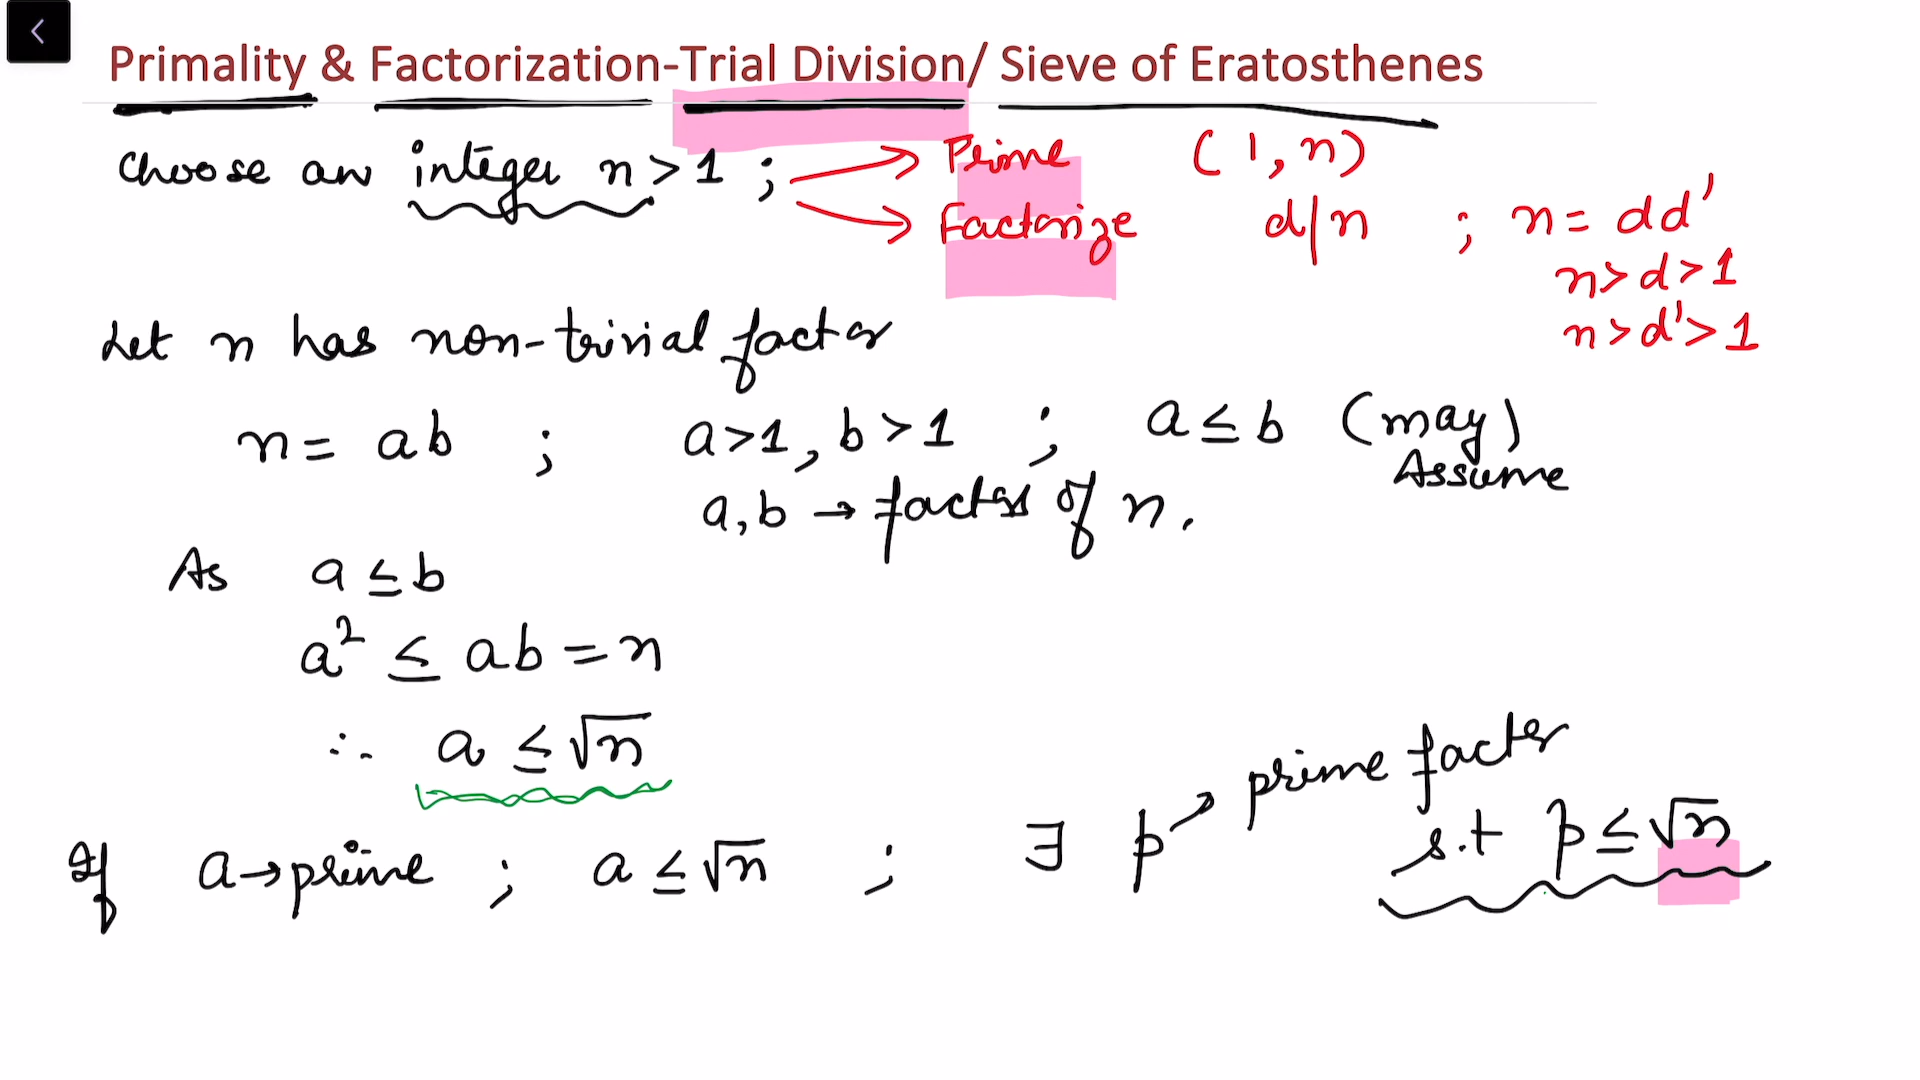 Primality & Factorization-Trial Division/ Sieve of Eratosthenes
Choose an integer n > 1 ; → Prime (1, n)
→ Factorize d/n ; n = dd'
n > d > 1
n > d' > 1
Let n has non-trivial factor
n = ab ; a>1, b>1 ; a ≤ b (may)
Assume
a, b → factors of n.
As a ≤ b
a² ≤ ab = n
∴ a ≤ √n
If a → prime ; a ≤ √n ; ∃ p → prime factor
s.t p ≤ √n